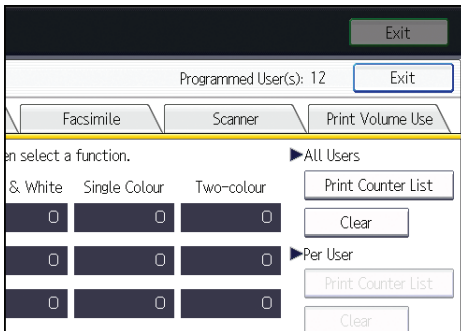 Exit
Programmed User(s): 12 Exit
Facsimile Scanner Print Volume Use
en select a function. ▶All Users
& White Single Colour Two-colour Print Counter List
0 0 0 Clear
0 0 0 ▶Per User
Print Counter List
0 0 0
Clear